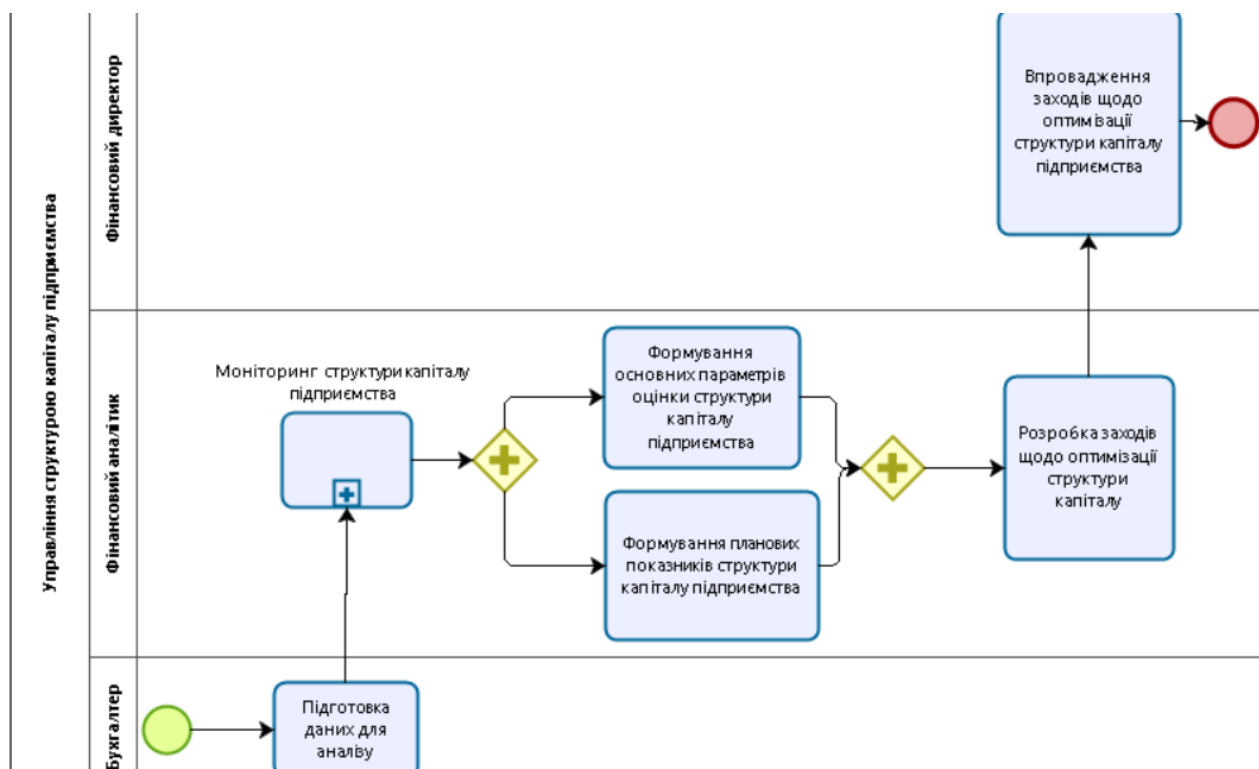 Управління структурою капіталу підприємства
Фінансовий директор
Впровадження
заходів щодо
оптимізації
структури капіталу
підприємства
Фінансовий аналітик
Моніторинг структури капіталу
підприємства
Формування
основних параметрів
оцінки структури
капіталу
підприємства
Формування планових
показників структури
капіталу підприємства
Розробка заходів
щодо оптимізації
структури
капіталу
Бухгалтер
Підготовка
даних для
аналізу